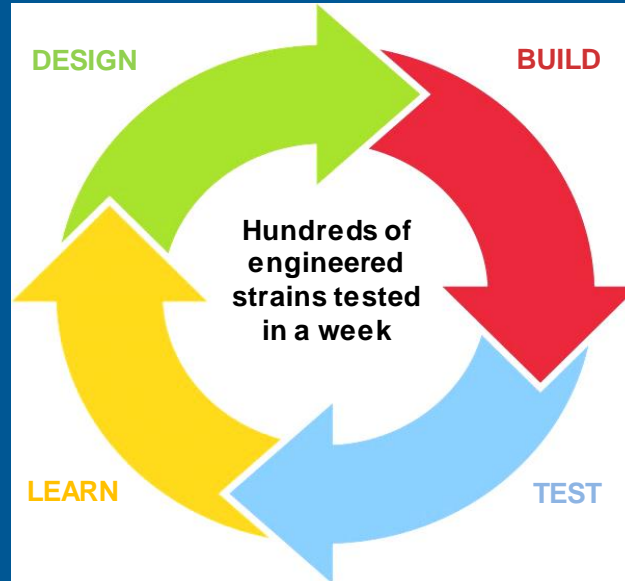 DESIGN
BUILD
Hundreds of
engineered
strains tested
in a week
LEARN
TEST